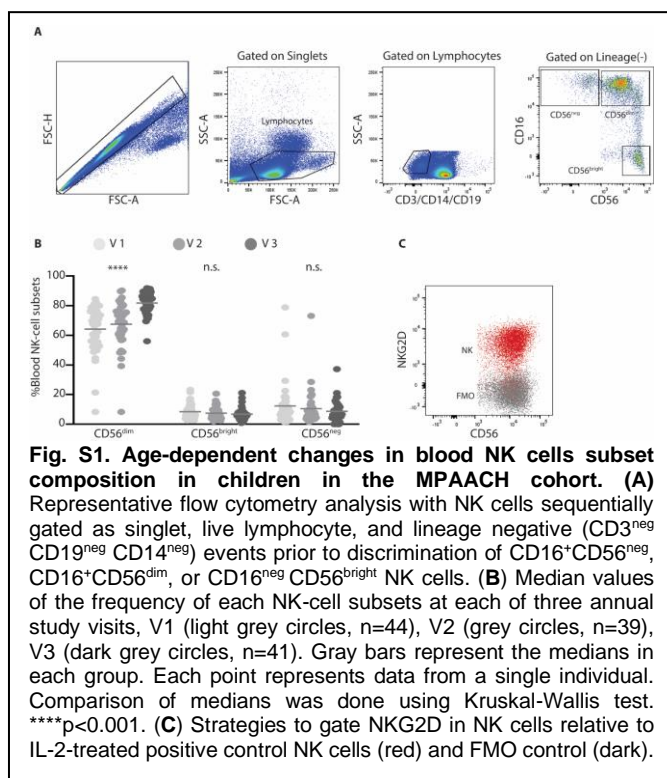 A
Gated on Singlets
Gated on Lymphocytes
Gated on Lineage(-)
FSC-H
FSC-A
SSC-A
Lymphocytes
FSC-A
SSC-A
CD3/CD14/CD19
CD16
CD56neg
CD56dim
CD56bright
CD56
B
V 1
V 2
V 3
****
n.s.
n.s.
%Blood NK-cell subsets
100
80
60
40
20
0
CD56dim
CD56bright
CD56neg
C
NKG2D
NK
FMO
CD56
Fig. S1. Age-dependent changes in blood NK cells subset
composition in children in the MPAACH cohort. (A)
Representative flow cytometry analysis with NK cells sequentially
gated as singlet, live lymphocyte, and lineage negative (CD3neg
CD19neg CD14neg) events prior to discrimination of CD16+CD56neg,
CD16+CD56dim, or CD16neg CD56bright NK cells. (B) Median values
of the frequency of each NK-cell subsets at each of three annual
study visits, V1 (light grey circles, n=44), V2 (grey circles, n=39),
V3 (dark grey circles, n=41). Gray bars represent the medians in
each group. Each point represents data from a single individual.
Comparison of medians was done using Kruskal-Wallis test.
****p<0.001. (C) Strategies to gate NKG2D in NK cells relative to
IL-2-treated positive control NK cells (red) and FMO control (dark).